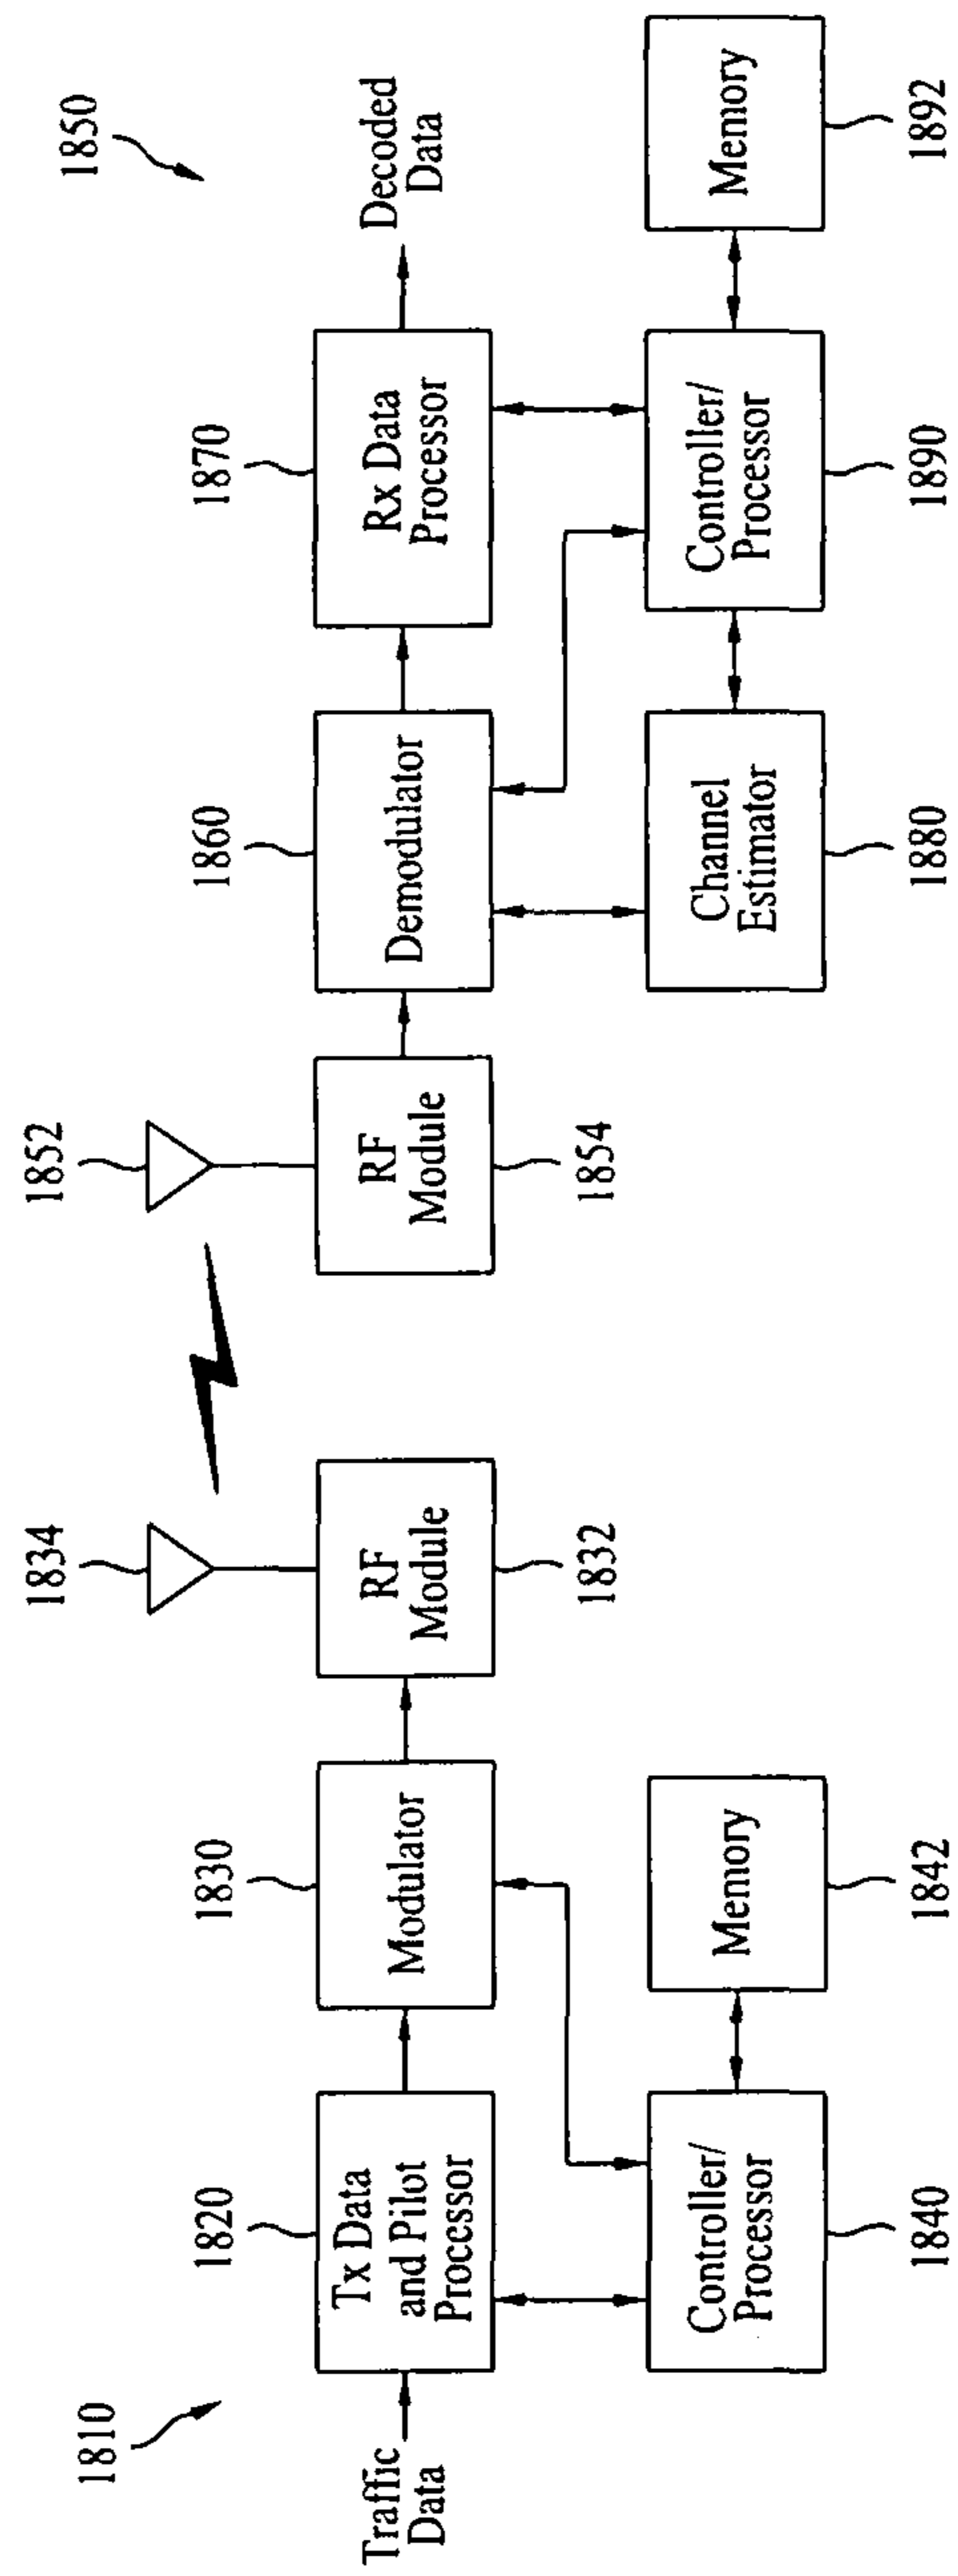 1810
Traffic
Data
1820
Tx Data
and Pilot
Processor
1830
Modulator
1834
RF
Module
1832
Controller/
Processor
1840
Memory
1842
1850
1852
RF
Module
1854
1860
Demodulator
1870
Rx Data
Processor
Decoded
Data
Channel
Estimator
1880
Controller/
Processor
1890
Memory
1892